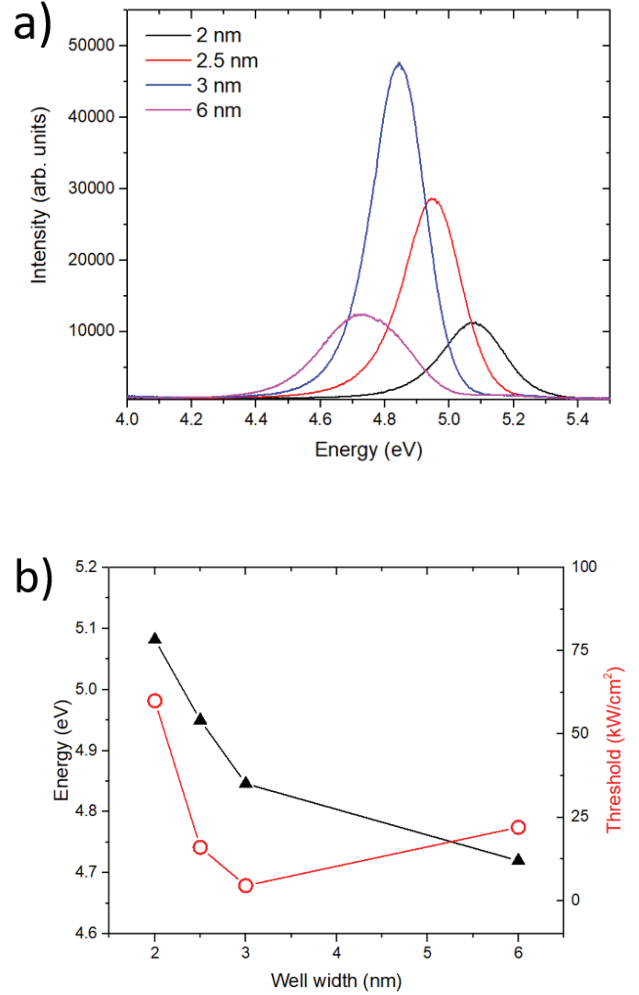 a)
2 nm
2.5 nm
3 nm
6 nm
50000
40000
30000
20000
10000
Intensity (arb. units)
4.0 4.2 4.4 4.6 4.8 5.0 5.2 5.4
Energy (eV)
b)
5.2
5.1
5.0
4.9
4.8
4.7
4.6
Energy (eV)
100
75
50
25
0
Threshold (kW/cm²)
2 3 4 5 6
Well width (nm)